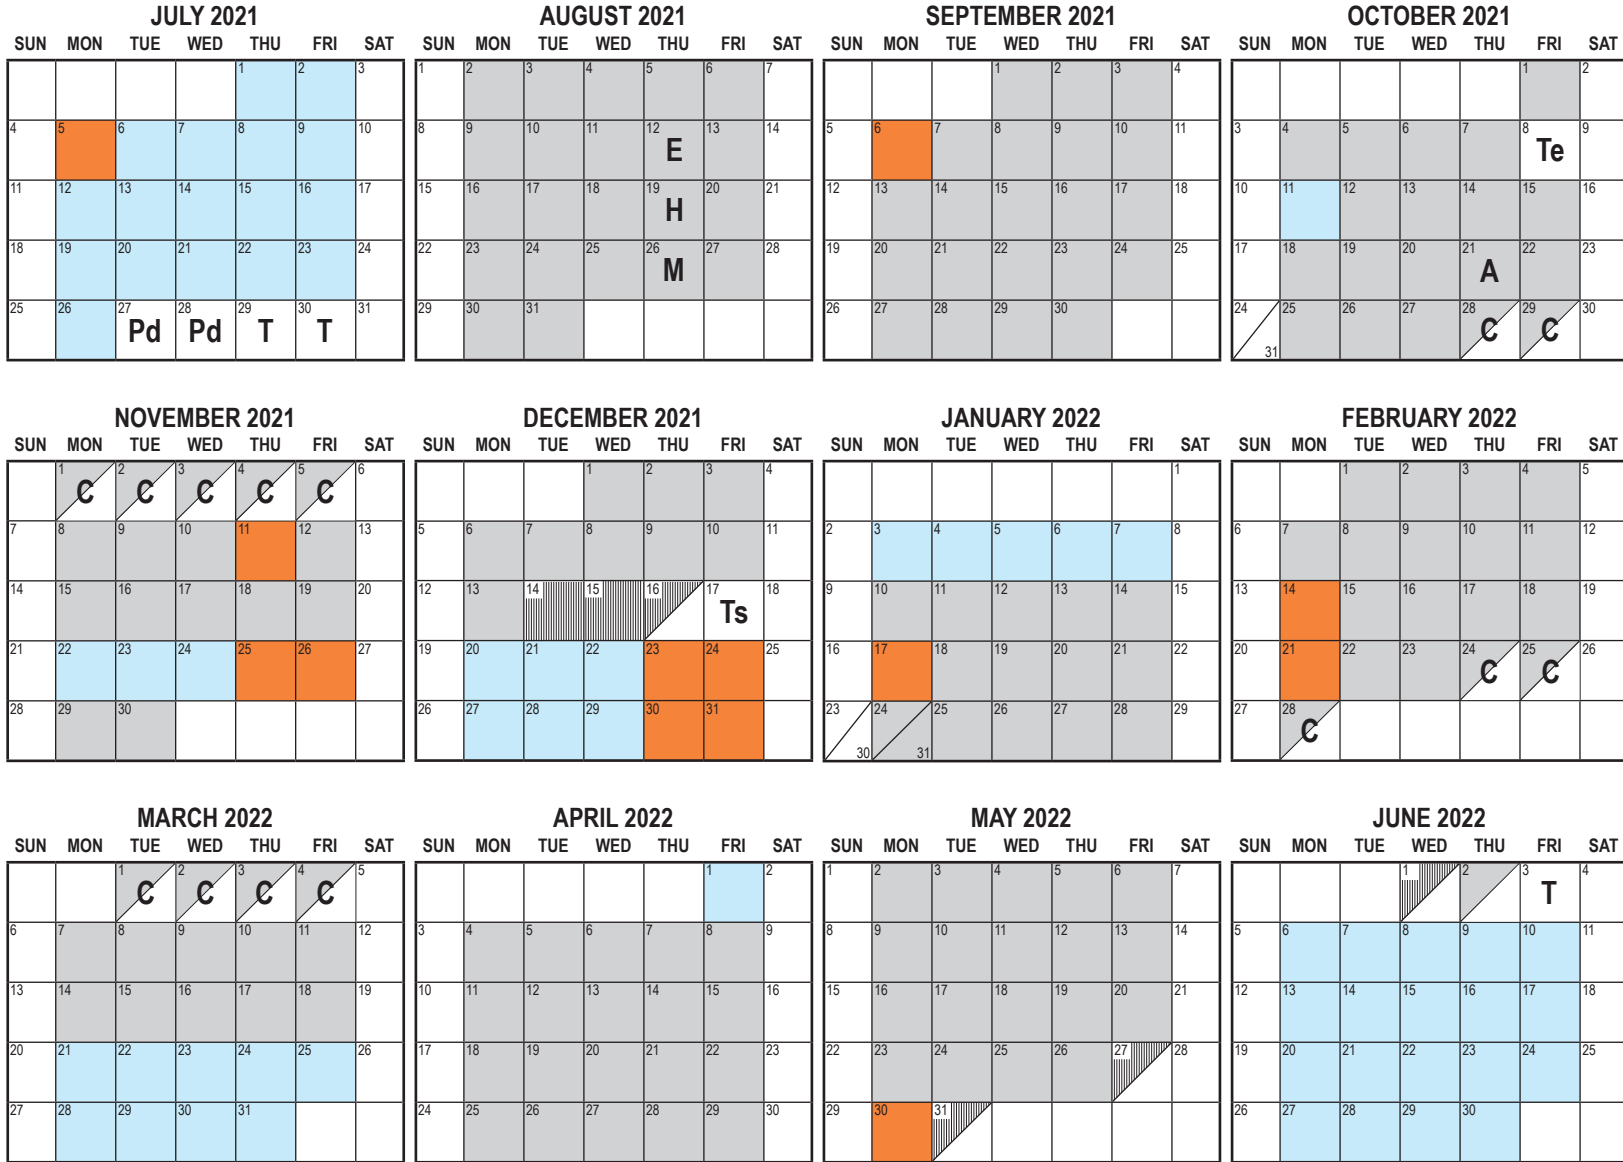 JULY 2021
SUN MON TUE WED THU FRI SAT
1 2 3
4 5 6 7 8 9 10
11 12 13 14 15 16 17
18 19 20 21 22 23 24
25 26 27 Pd 28 Pd 29 T 30 T 31
AUGUST 2021
SUN MON TUE WED THU FRI SAT
1 2 3 4 5 6 7
8 9 10 11 12 E 13 14
15 16 17 18 19 H 20 21
22 23 24 25 26 M 27 28
29 30 31
SEPTEMBER 2021
SUN MON TUE WED THU FRI SAT
1 2 3 4
5 6 7 8 9 10 11
12 13 14 15 16 17 18
19 20 21 22 23 24 25
26 27 28 29 30
OCTOBER 2021
SUN MON TUE WED THU FRI SAT
1 2
3 4 5 6 7 8 Te 9
10 11 12 13 14 15 16
17 18 19 20 21 A 22 23
24 31 25 26 27 28 C 29 C 30
NOVEMBER 2021
SUN MON TUE WED THU FRI SAT
1 C 2 C 3 C 4 C 5 C 6
7 8 9 10 11 12 13
14 15 16 17 18 19 20
21 22 23 24 25 26 27
28 29 30
DECEMBER 2021
SUN MON TUE WED THU FRI SAT
1 2 3 4
5 6 7 8 9 10 11
12 13 14 15 16 17 Ts 18
19 20 21 22 23 24 25
26 27 28 29 30 31
JANUARY 2022
SUN MON TUE WED THU FRI SAT
1
2 3 4 5 6 7 8
9 10 11 12 13 14 15
16 17 18 19 20 21 22
23 30 24 31 25 26 27 28 29
FEBRUARY 2022
SUN MON TUE WED THU FRI SAT
1 2 3 4 5
6 7 8 9 10 11 12
13 14 15 16 17 18 19
20 21 22 23 24 C 25 C 26
27 28 C
MARCH 2022
SUN MON TUE WED THU FRI SAT
1 C 2 C 3 C 4 C 5
6 7 8 9 10 11 12
13 14 15 16 17 18 19
20 21 22 23 24 25 26
27 28 29 30 31
APRIL 2022
SUN MON TUE WED THU FRI SAT
1 2
3 4 5 6 7 8 9
10 11 12 13 14 15 16
17 18 19 20 21 22 23
24 25 26 27 28 29 30
MAY 2022
SUN MON TUE WED THU FRI SAT
1 2 3 4 5 6 7
8 9 10 11 12 13 14
15 16 17 18 19 20 21
22 23 24 25 26 27 28
29 30 31
JUNE 2022
SUN MON TUE WED THU FRI SAT
1 2 3 T 4
5 6 7 8 9 10 11
12 13 14 15 16 17 18
19 20 21 22 23 24 25
26 27 28 29 30